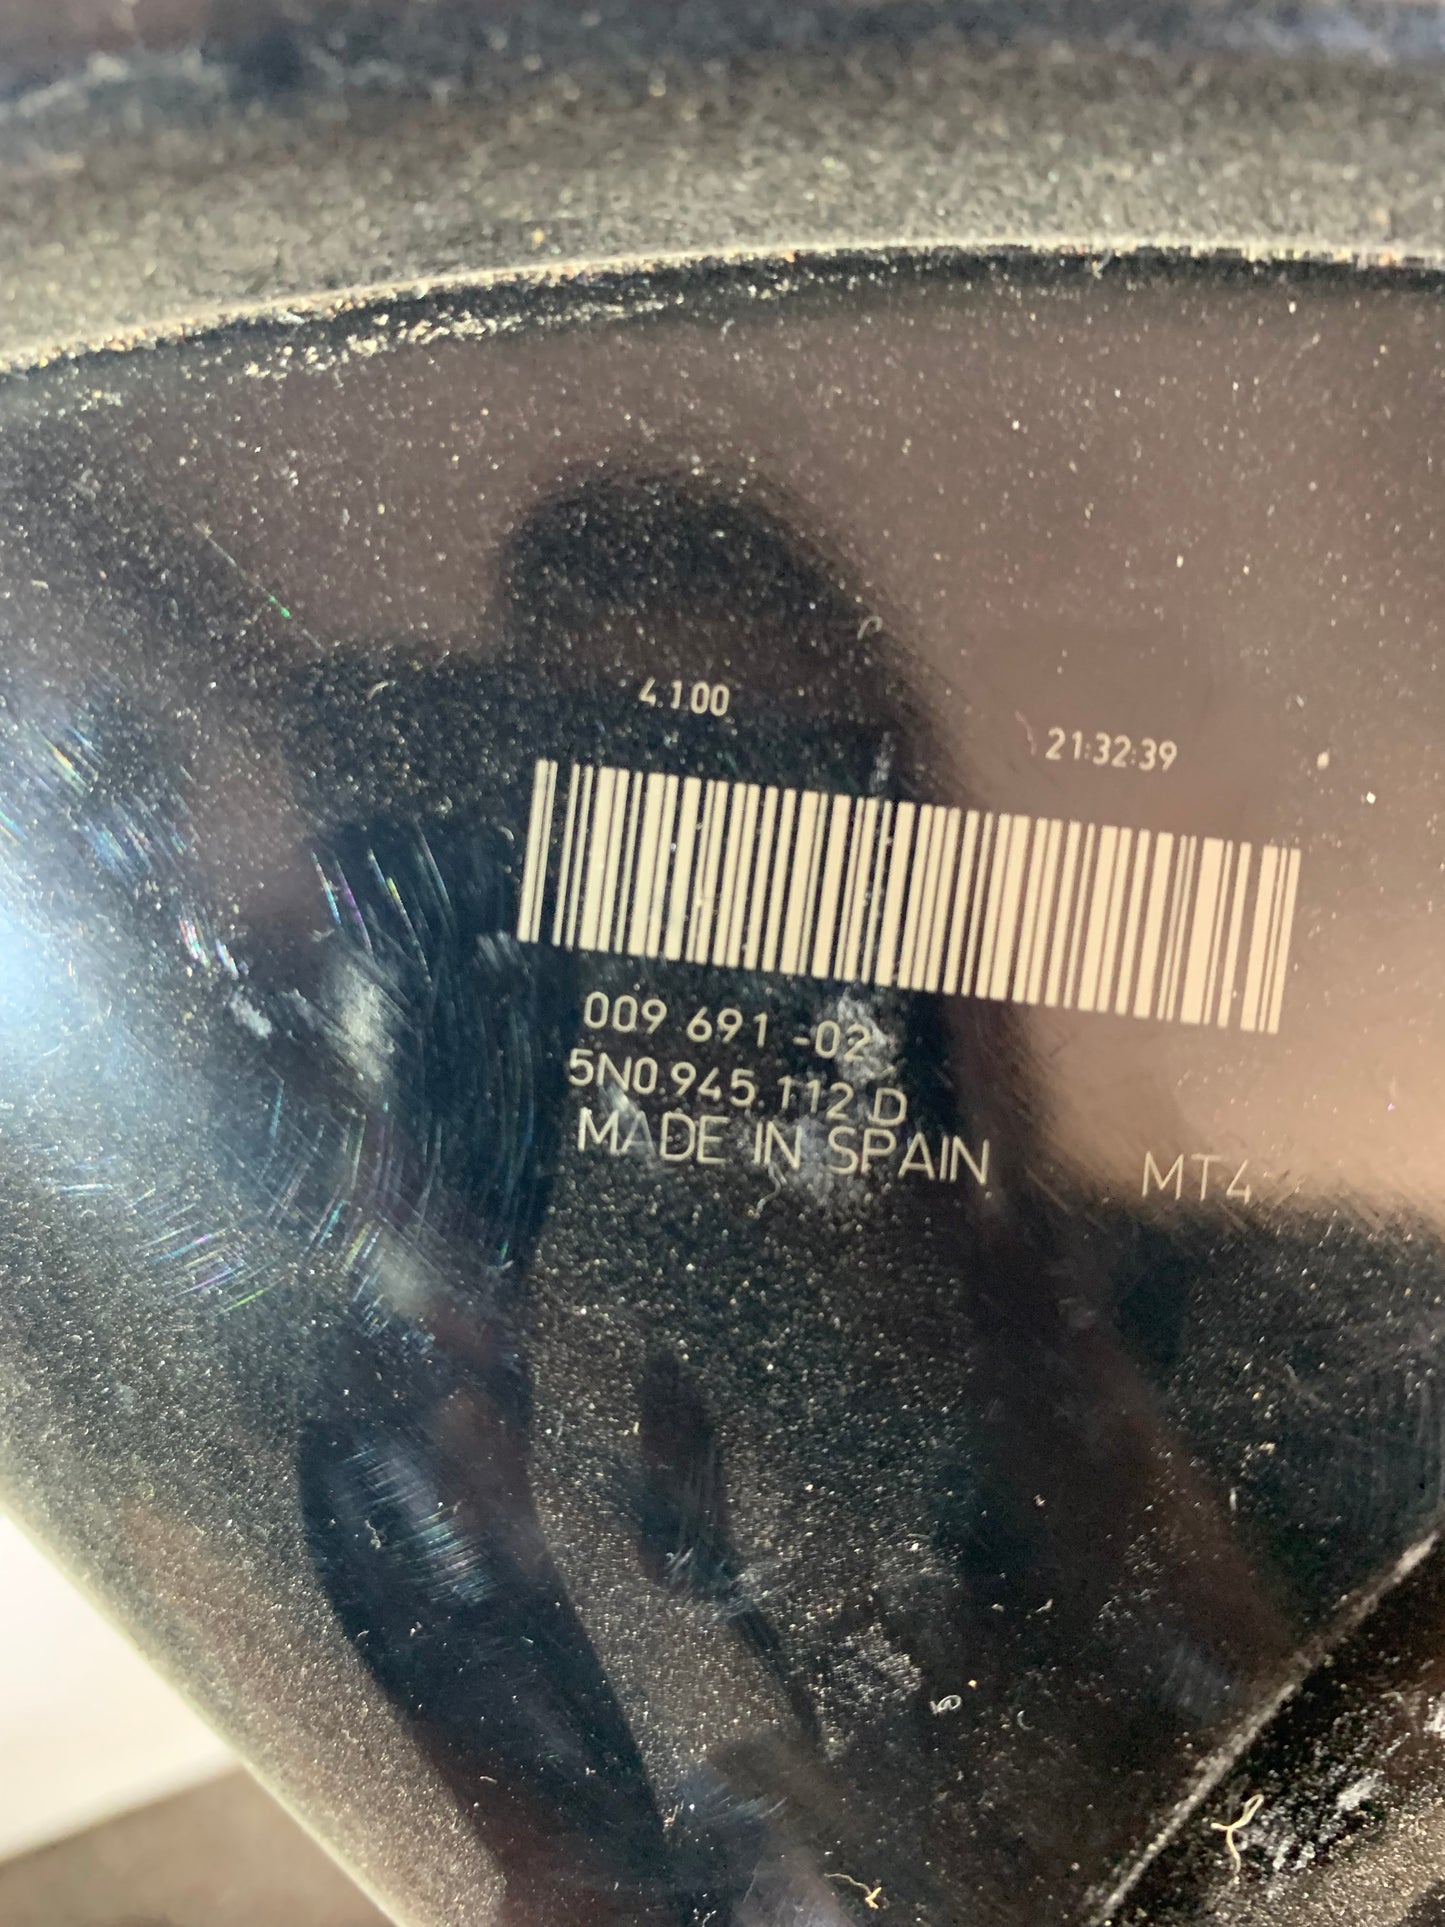 4.1.00
21:32:39
009 691 -02
5N0.945.112 D
MADE IN SPAIN
MT4